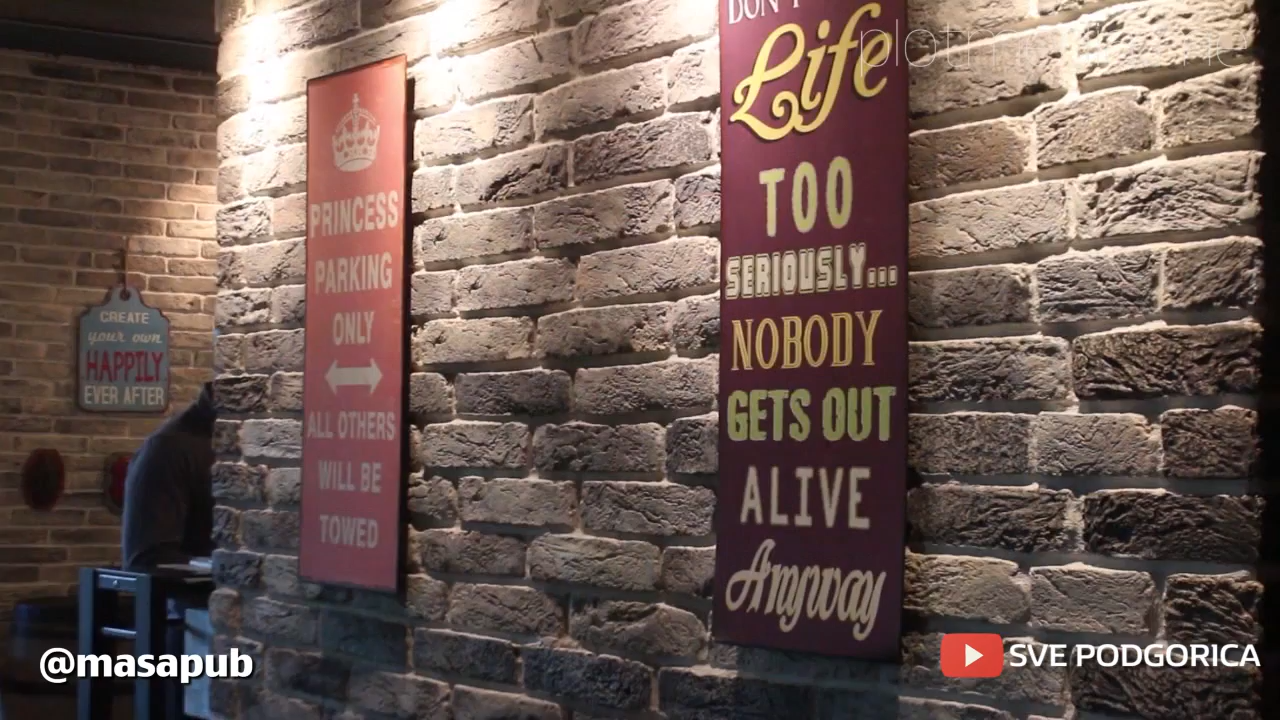 CREATE
your own
HAPPILY
EVER AFTER
PRINCESS
PARKING
ONLY
ALL OTHERS
WILL BE
TOWED
DON'T
Life
TOO
SERIOUSLY...
NOBODY
GETS OUT
ALIVE
Anyway
@masapub
SVE PODGORICA